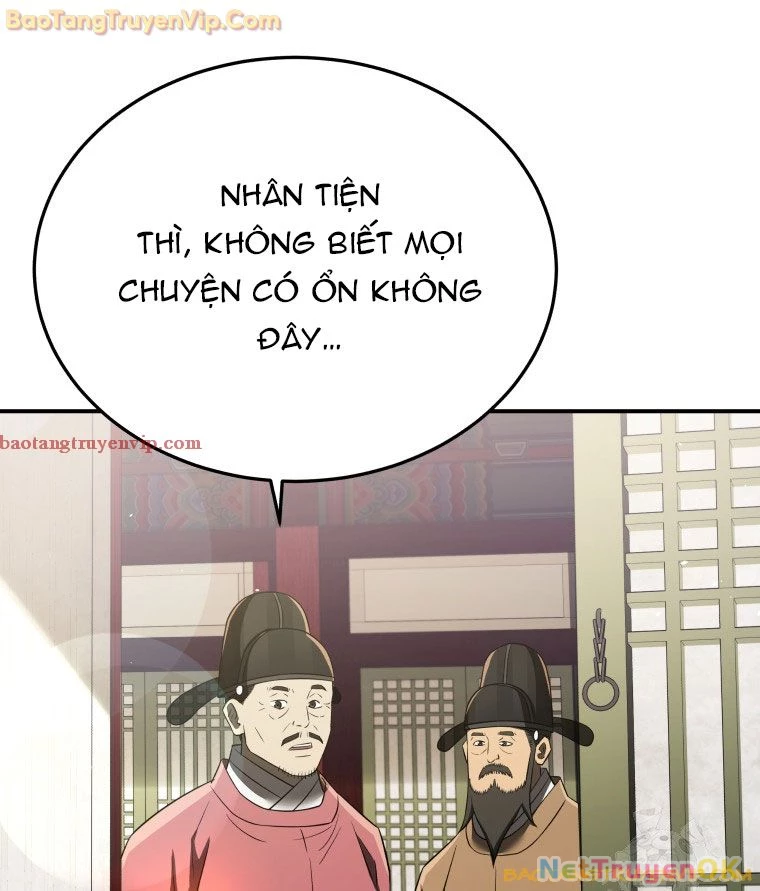 BaoTangTruyenVip.Com
NHÂN TIỆN
THÌ, KHÔNG BIẾT MỌI
CHUYỆN CÓ ỔN KHÔNG
ĐÂY...
baotangtruyenvip.com
NetTruyenOK